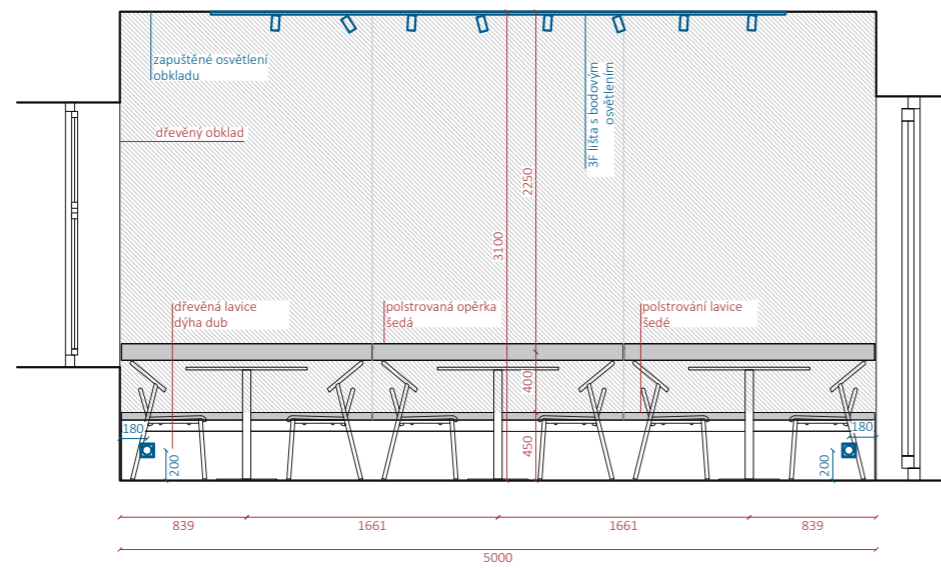 zapuštěné osvětlení
obkladu
dřevěný obklad
3F lišta s bodovým
osvětlením
2250
3100
dřevěná lavice
dýha dub
polstrovaná opěrka
šedá
polstrování lavice
šedé
400
450
180
200
180
200
839
1661
1661
839
5000